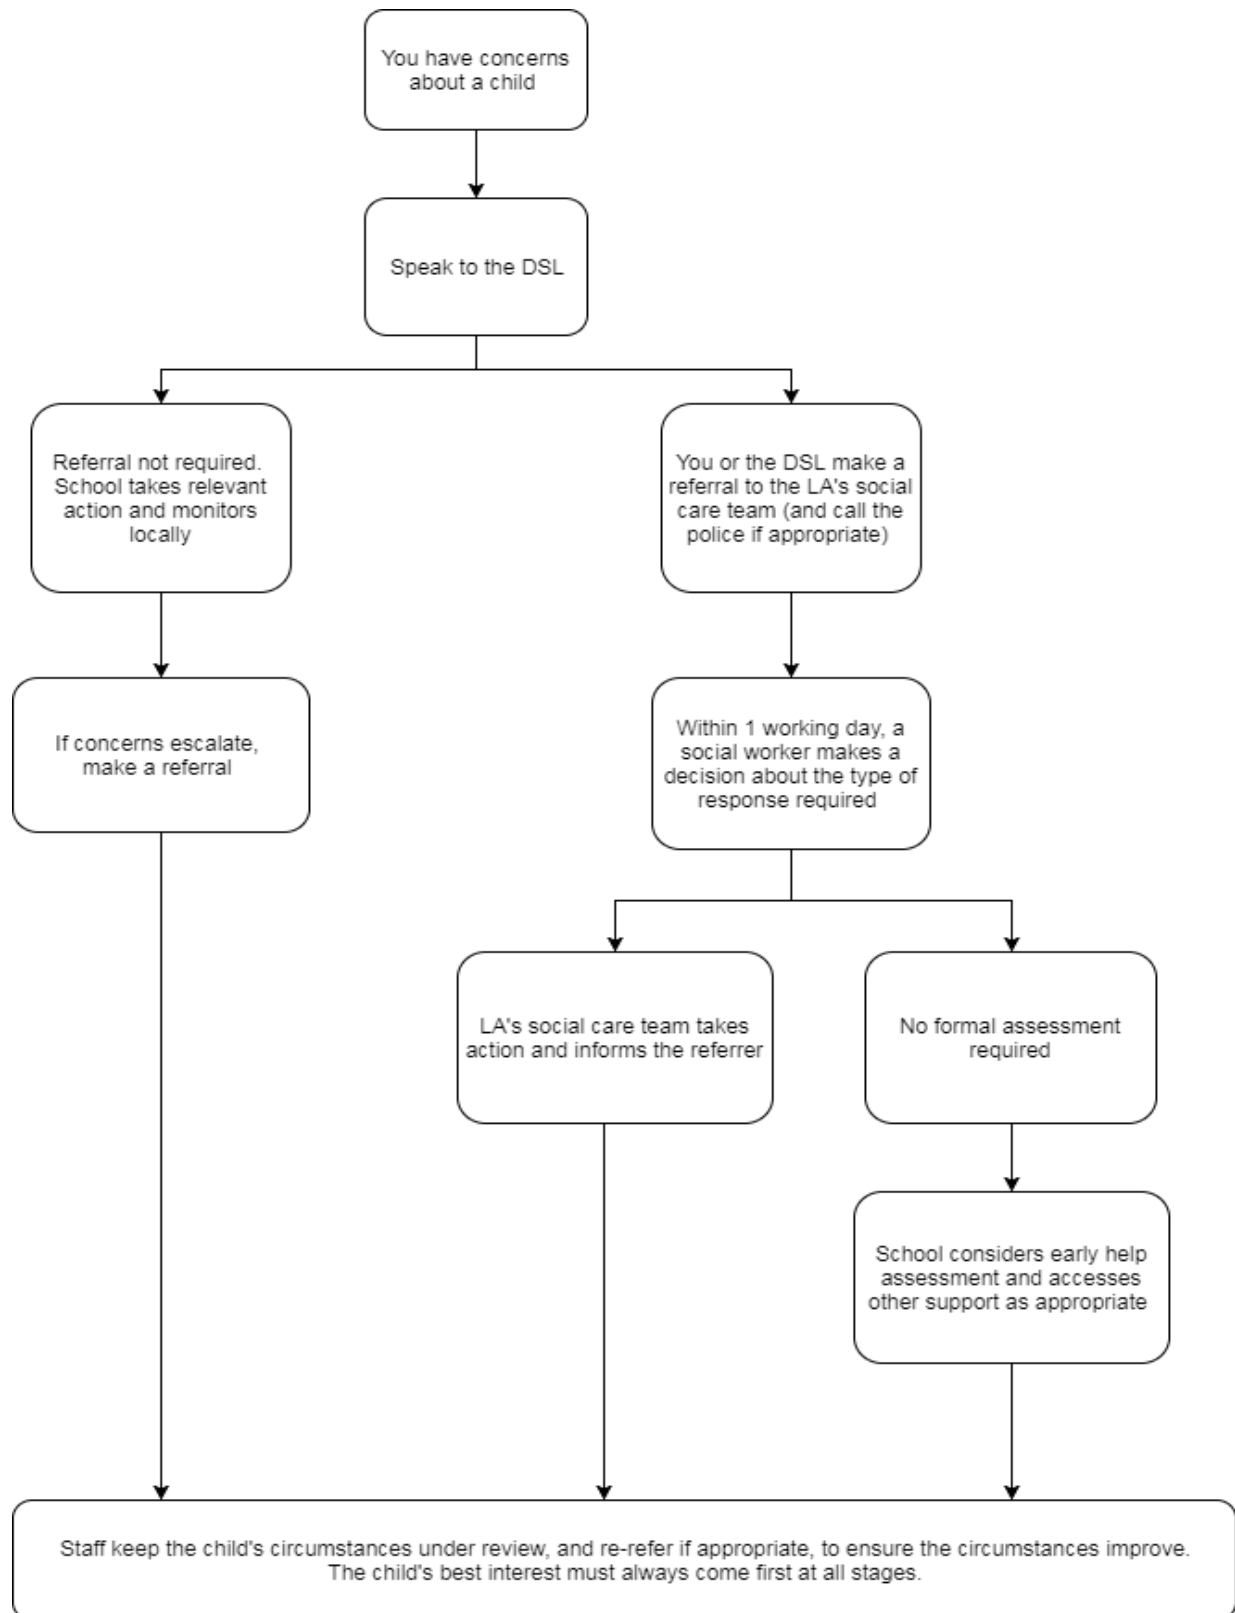 You have concerns
about a child
Speak to the DSL
Referral not required.
School takes relevant
action and monitors
locally
You or the DSL make a
referral to the LA's social
care team (and call the
police if appropriate)
If concerns escalate,
make a referral
Within 1 working day, a
social worker makes a
decision about the type of
response required
LA's social care team takes
action and informs the referrer
No formal assessment
required
School considers early help
assessment and accesses
other support as appropriate
Staff keep the child's circumstances under review, and re-refer if appropriate, to ensure the circumstances improve.
The child's best interest must always come first at all stages.